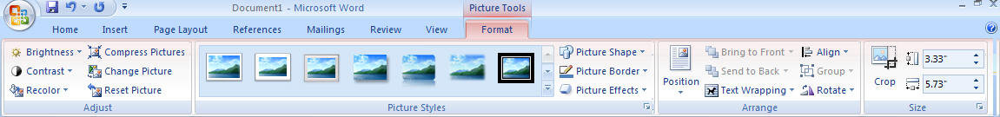 Document1 - Microsoft Word
Picture Tools
Home Insert Page Layout References Mailings Review View Format
Brightness
Contrast
Recolor
Compress Pictures
Change Picture
Reset Picture
Adjust
Picture Shape
Picture Border
Picture Effects
Picture Styles
Position
Bring to Front
Send to Back
Text Wrapping
Align
Group
Rotate
Arrange
Crop
3.33"
5.73"
Size